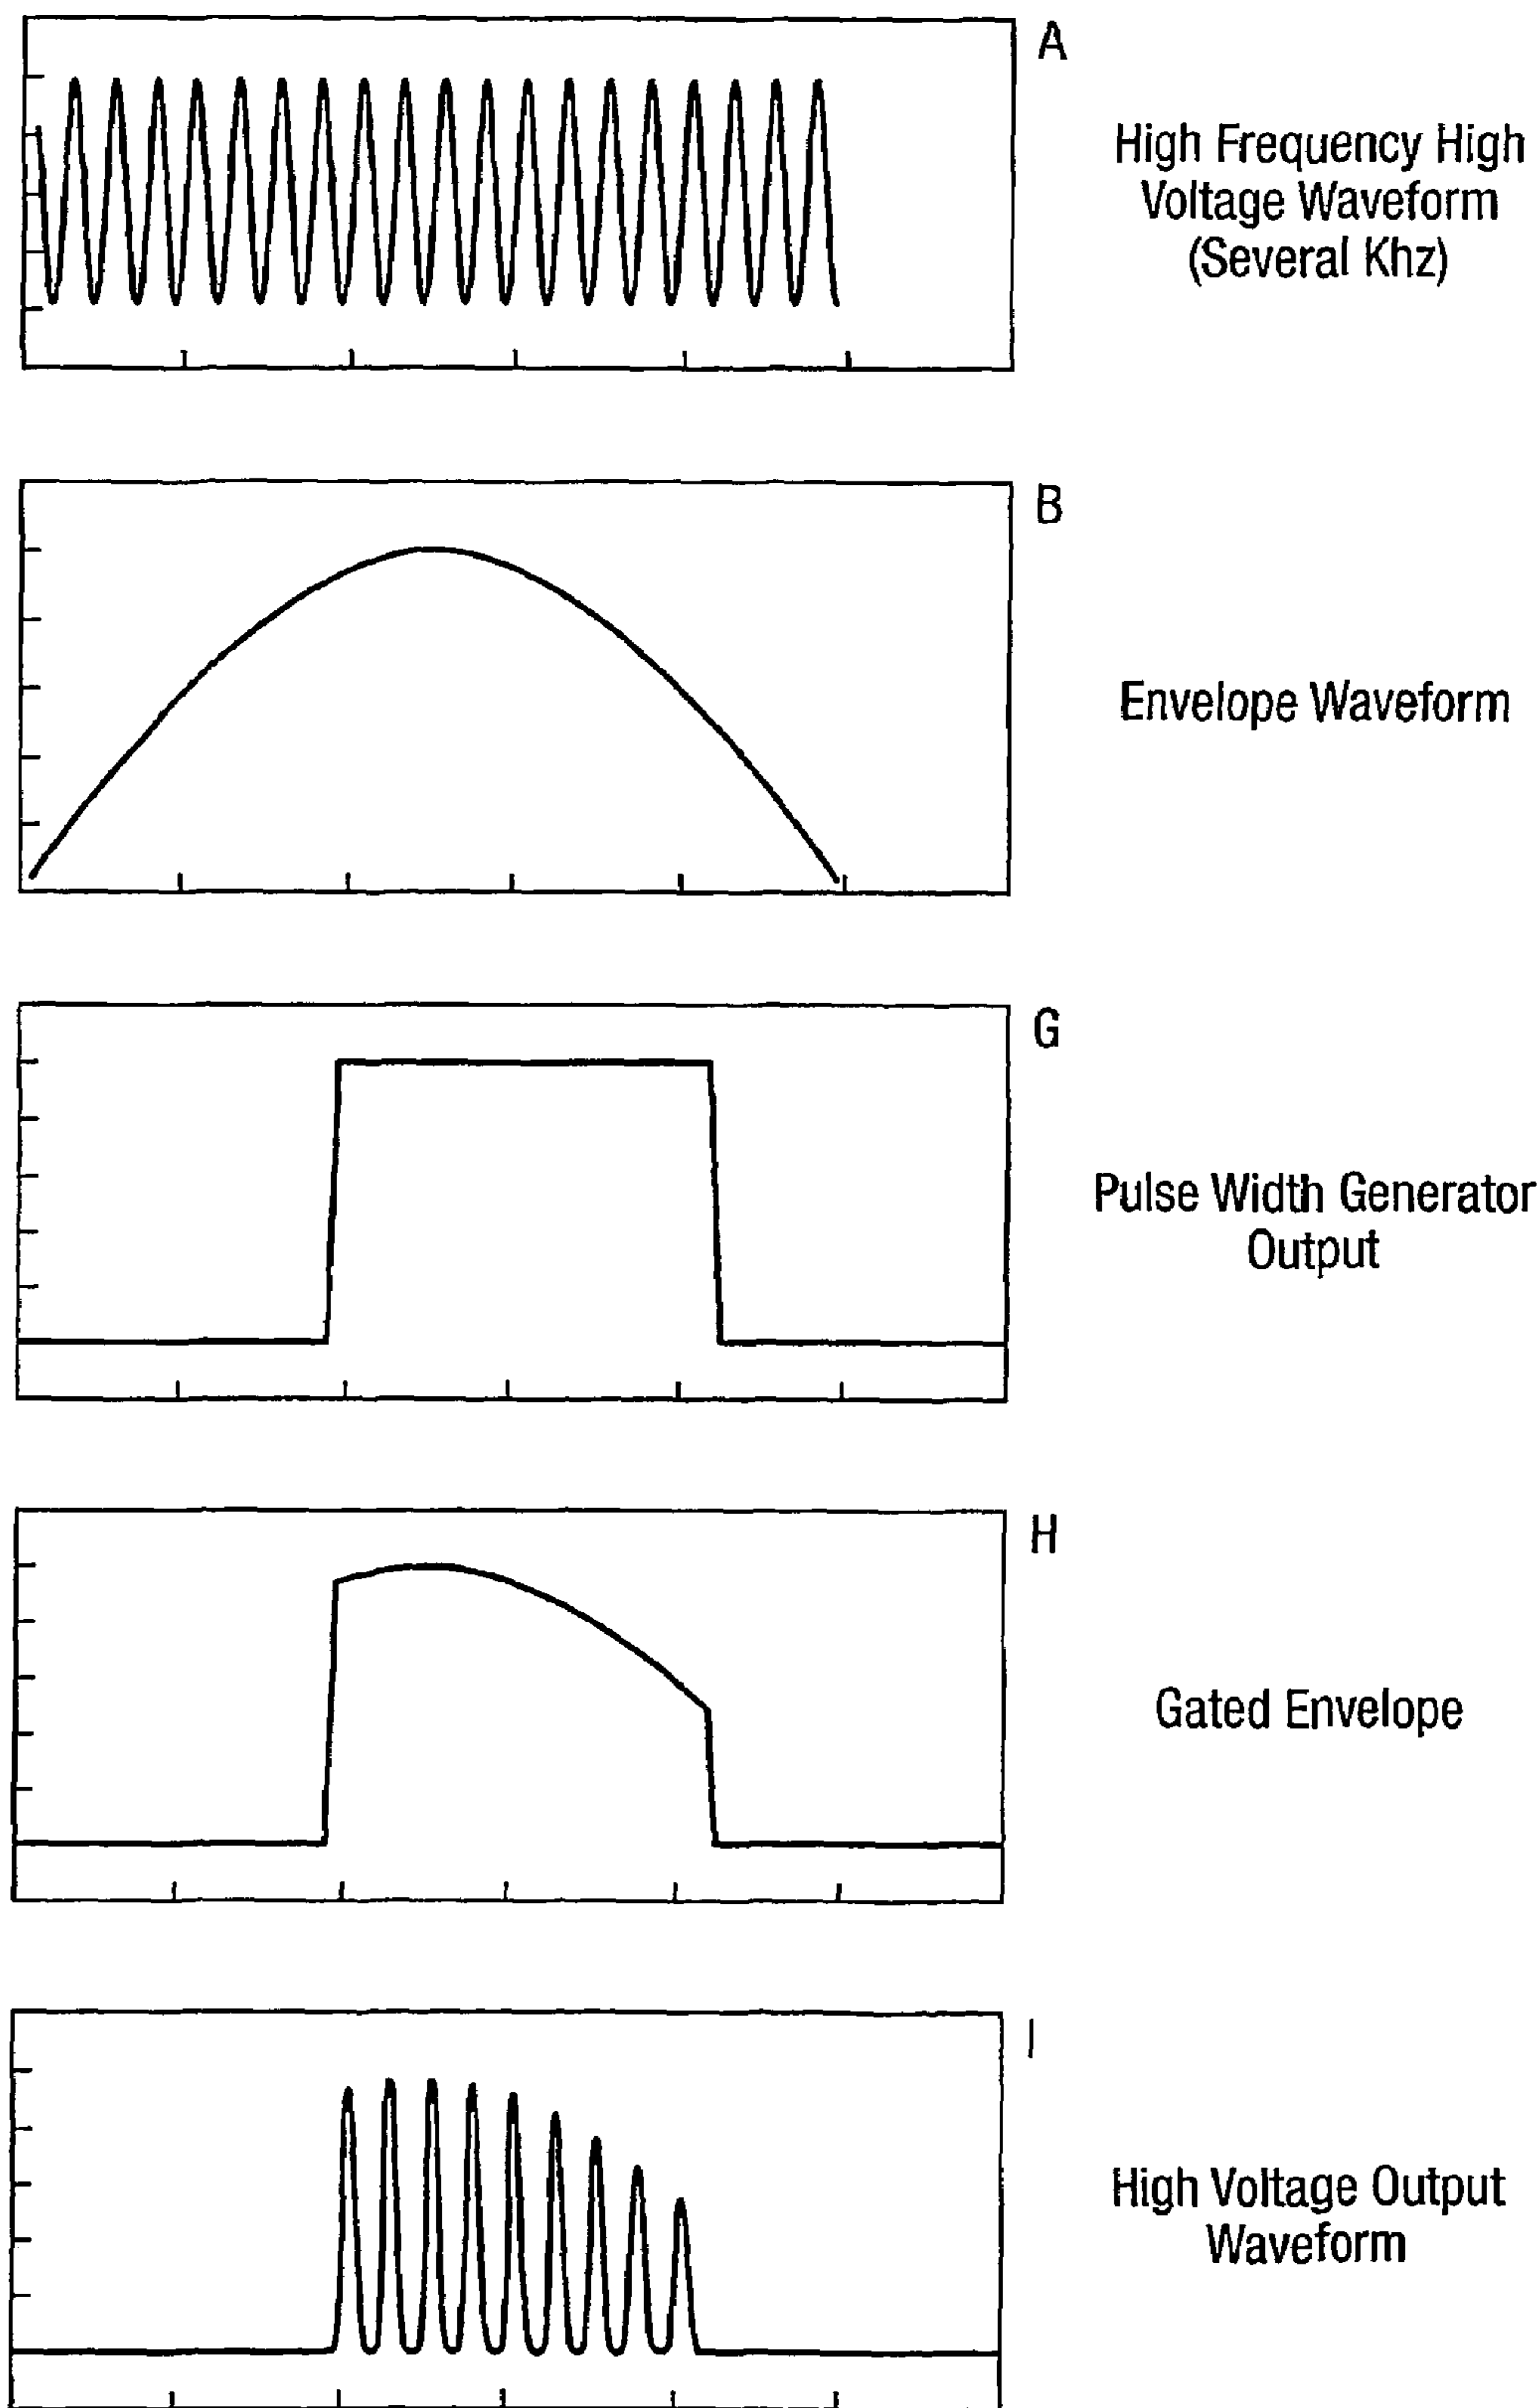 A
High Frequency High
Voltage Waveform
(Several Khz)
B
Envelope Waveform
G
Pulse Width Generator
Output
H
Gated Envelope
I
High Voltage Output
Waveform